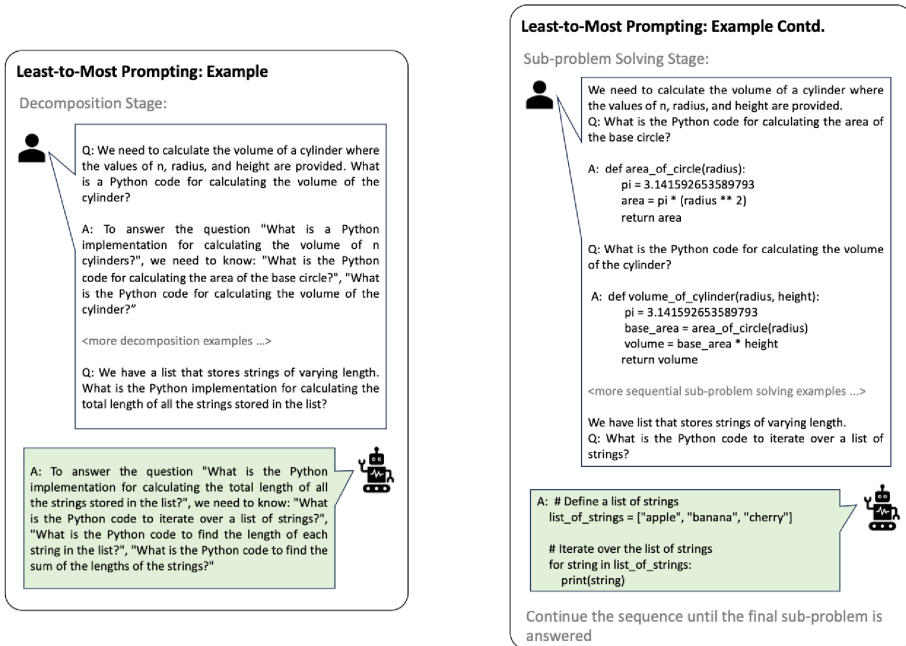 Least-to-Most Prompting: Example
Decomposition Stage:
Q: We need to calculate the volume of a cylinder where
the values of n, radius, and height are provided. What
is a Python code for calculating the volume of the
cylinder?
A: To answer the question "What is a Python
implementation for calculating the volume of n
cylinders?", we need to know: "What is the Python
code for calculating the area of the base circle?", "What
is the Python code for calculating the volume of the
cylinder?”
<more decomposition examples ...>
Q: We have a list that stores strings of varying length.
What is the Python implementation for calculating the
total length of all the strings stored in the list?
A: To answer the question "What is the Python
implementation for calculating the total length of all
the strings stored in the list?", we need to know: "What
is the Python code to iterate over a list of strings?",
"What is the Python code to find the length of each
string in the list?", "What is the Python code to find the
sum of the lengths of the strings?"
Least-to-Most Prompting: Example Contd.
Sub-problem Solving Stage:
We need to calculate the volume of a cylinder where
the values of n, radius, and height are provided.
Q: What is the Python code for calculating the area of
the base circle?
A: def area_of_circle(radius):
pi = 3.141592653589793
area = pi * (radius ** 2)
return area
Q: What is the Python code for calculating the volume
of the cylinder?
A: def volume_of_cylinder(radius, height):
pi = 3.141592653589793
base_area = area_of_circle(radius)
volume = base_area * height
return volume
<more sequential sub-problem solving examples ...>
We have list that stores strings of varying length.
Q: What is the Python code to iterate over a list of
strings?
A: # Define a list of strings
list_of_strings = ["apple", "banana", "cherry"]
# Iterate over the list of strings
for string in list_of_strings:
print(string)
Continue the sequence until the final sub-problem is
answered